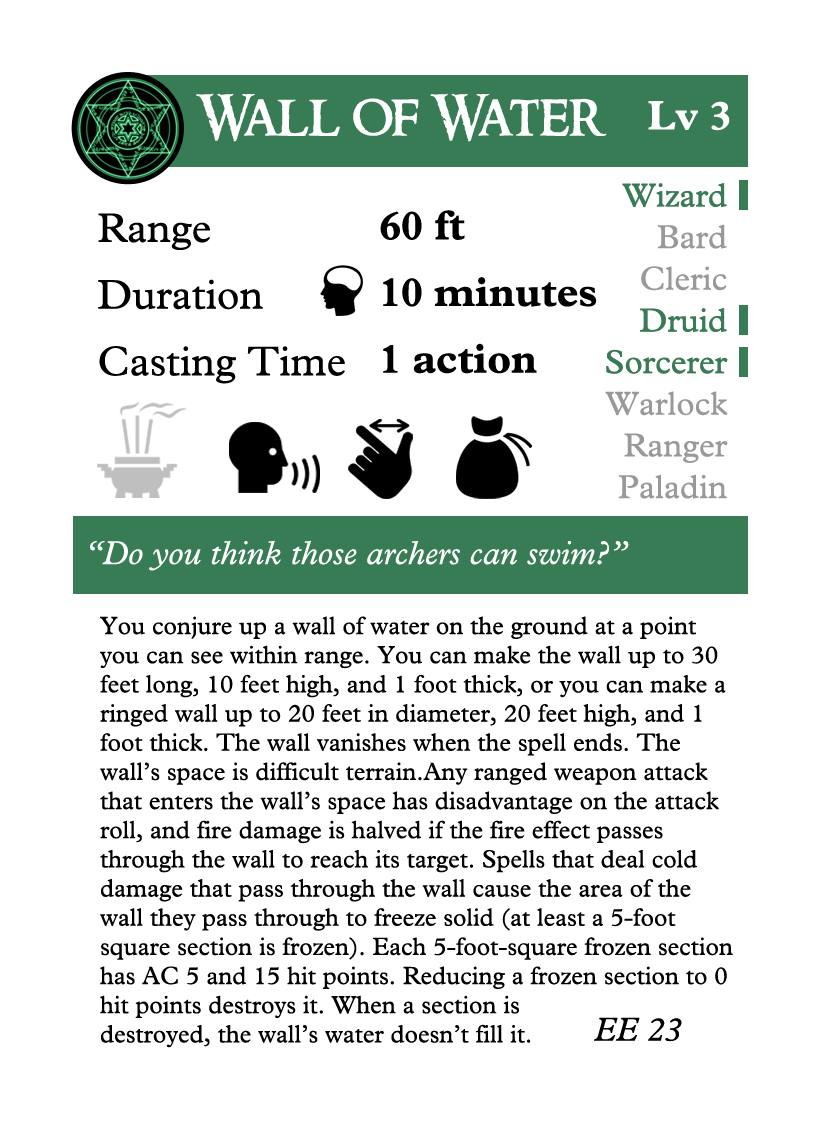 WALL OF WATER Lv 3
Wizard
Range 60 ft
Bard
Cleric
Duration 10 minutes
Druid
Casting Time 1 action
Sorcerer
Warlock
Ranger
Paladin
“Do you think those archers can swim?”
You conjure up a wall of water on the ground at a point
you can see within range. You can make the wall up to 30
feet long, 10 feet high, and 1 foot thick, or you can make a
ringed wall up to 20 feet in diameter, 20 feet high, and 1
foot thick. The wall vanishes when the spell ends. The
wall’s space is difficult terrain.Any ranged weapon attack
that enters the wall’s space has disadvantage on the attack
roll, and fire damage is halved if the fire effect passes
through the wall to reach its target. Spells that deal cold
damage that pass through the wall cause the area of the
wall they pass through to freeze solid (at least a 5-foot
square section is frozen). Each 5-foot-square frozen section
has AC 5 and 15 hit points. Reducing a frozen section to 0
hit points destroys it. When a section is
destroyed, the wall’s water doesn’t fill it.
EE 23